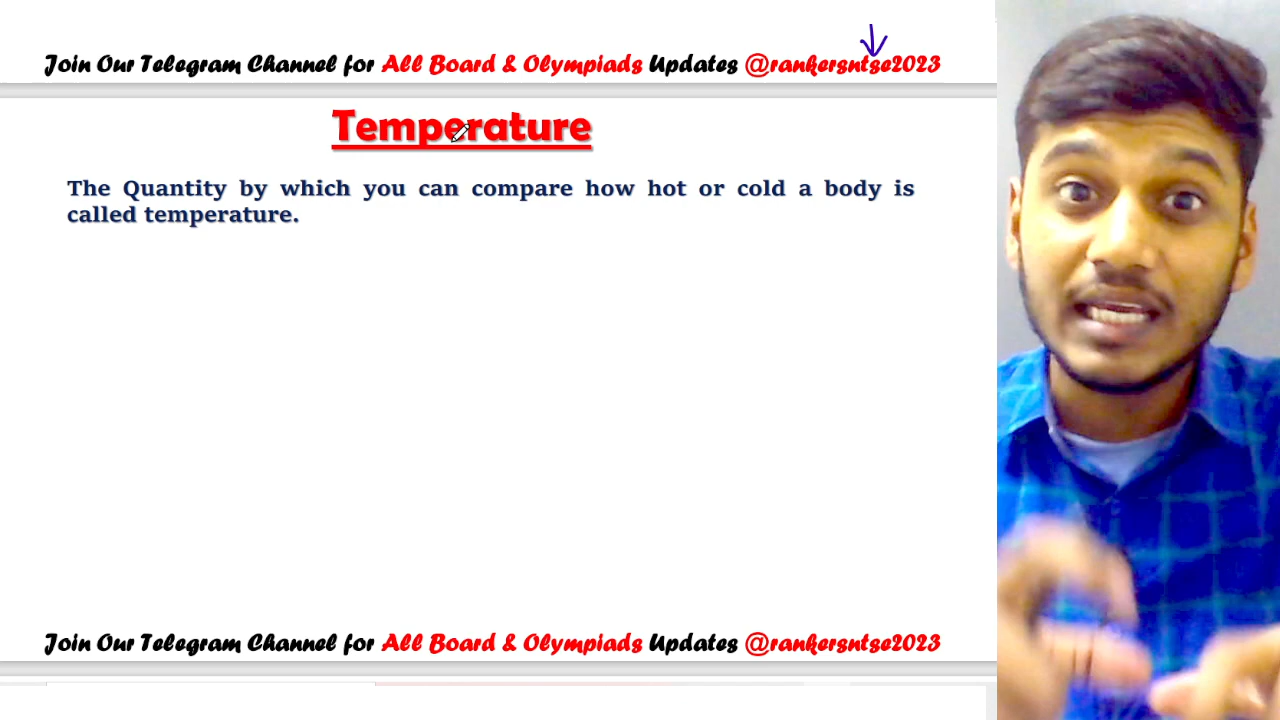 Join Our Telegram Channel for All Board & Olympiads Updates @rankersntse2023
Temperature
The Quantity by which you can compare how hot or cold a body is
called temperature.
Join Our Telegram Channel for All Board & Olympiads Updates @rankersntse2023